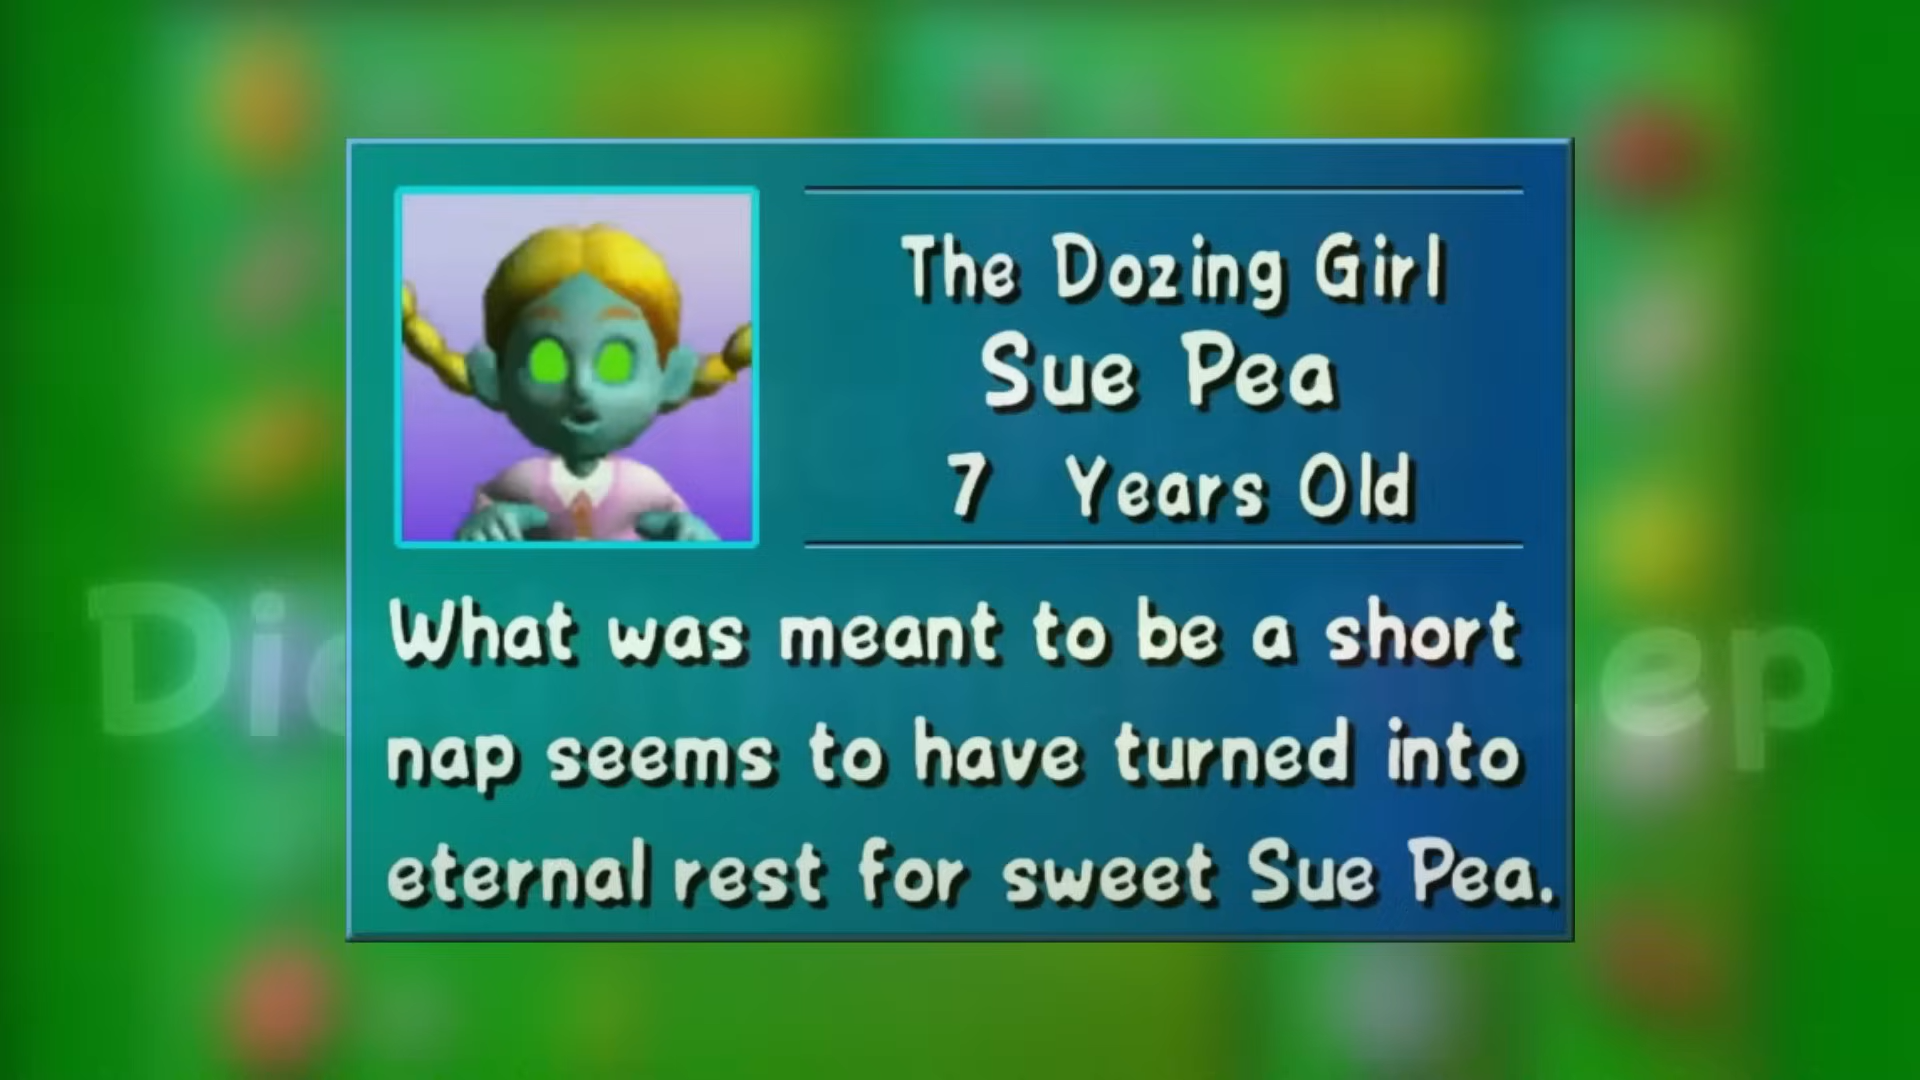 The Dozing Girl
Sue Pea
7 Years Old
What was meant to be a short
nap seems to have turned into
eternal rest for sweet Sue Pea.